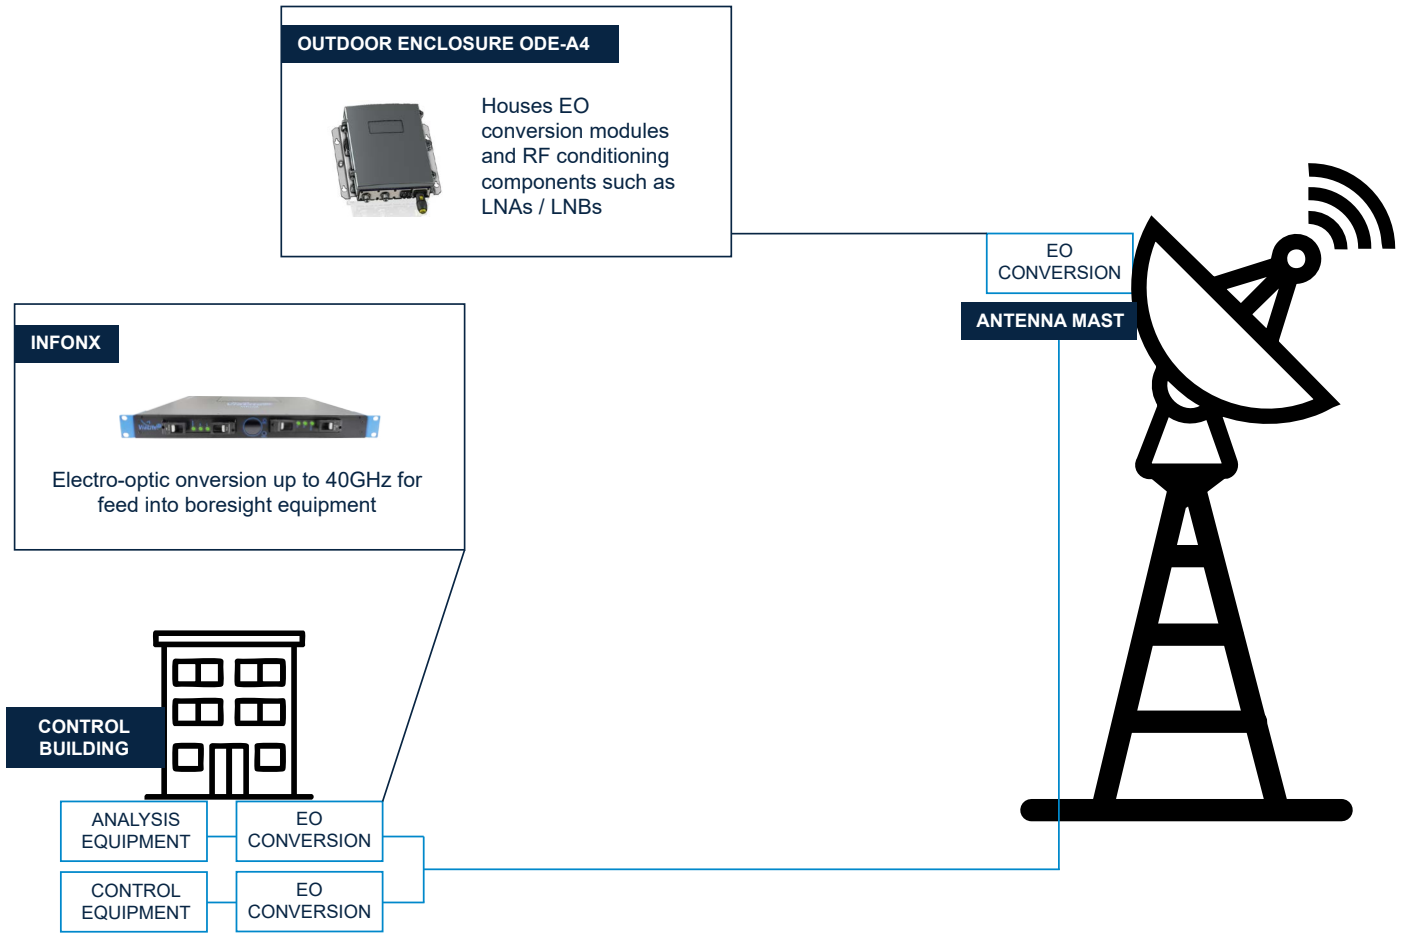 OUTDOOR ENCLOSURE ODE-A4
Houses EO
conversion modules
and RF conditioning
components such as
LNAs / LNBs
EO
CONVERSION
ANTENNA MAST
INFONX
Electro-optic onversion up to 40GHz for
feed into boresight equipment
CONTROL
BUILDING
ANALYSIS
EQUIPMENT
EO
CONVERSION
CONTROL
EQUIPMENT
EO
CONVERSION